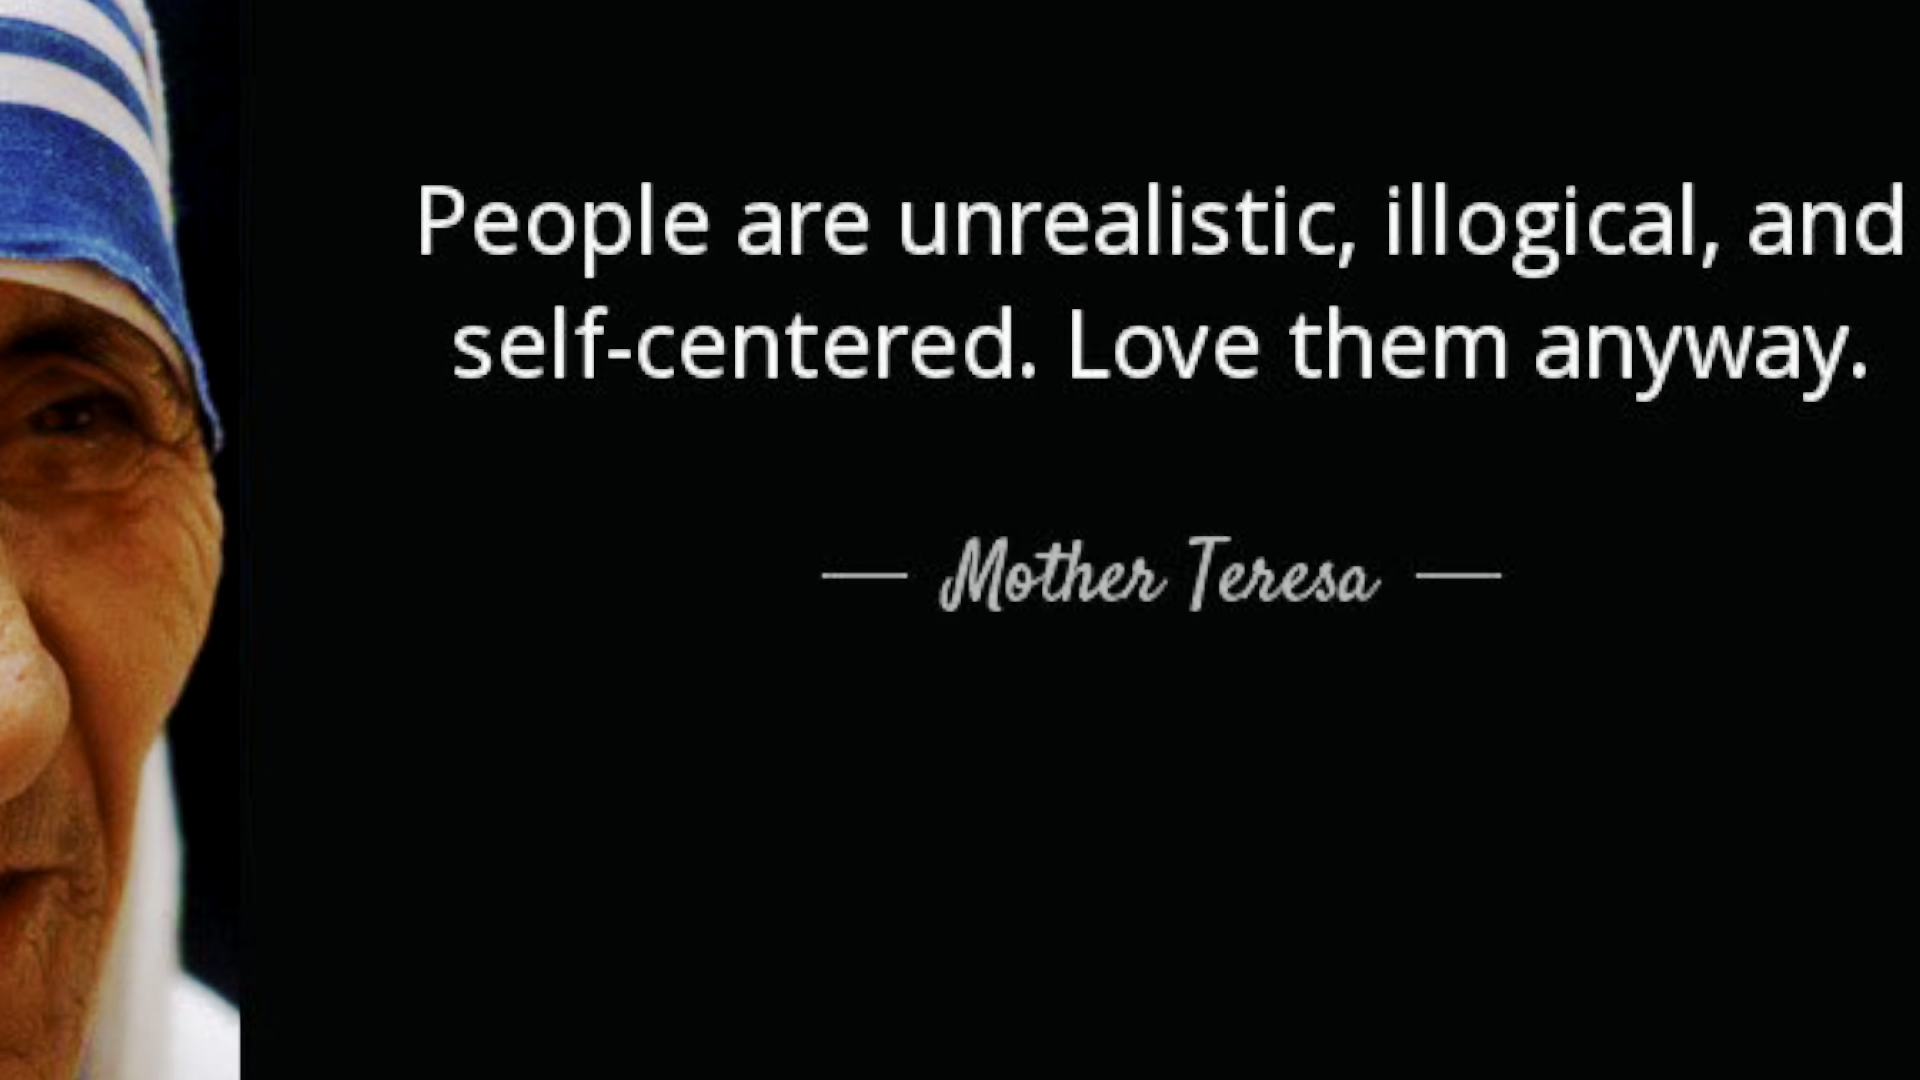 People are unrealistic, illogical, and
self-centered. Love them anyway.
— Mother Teresa —